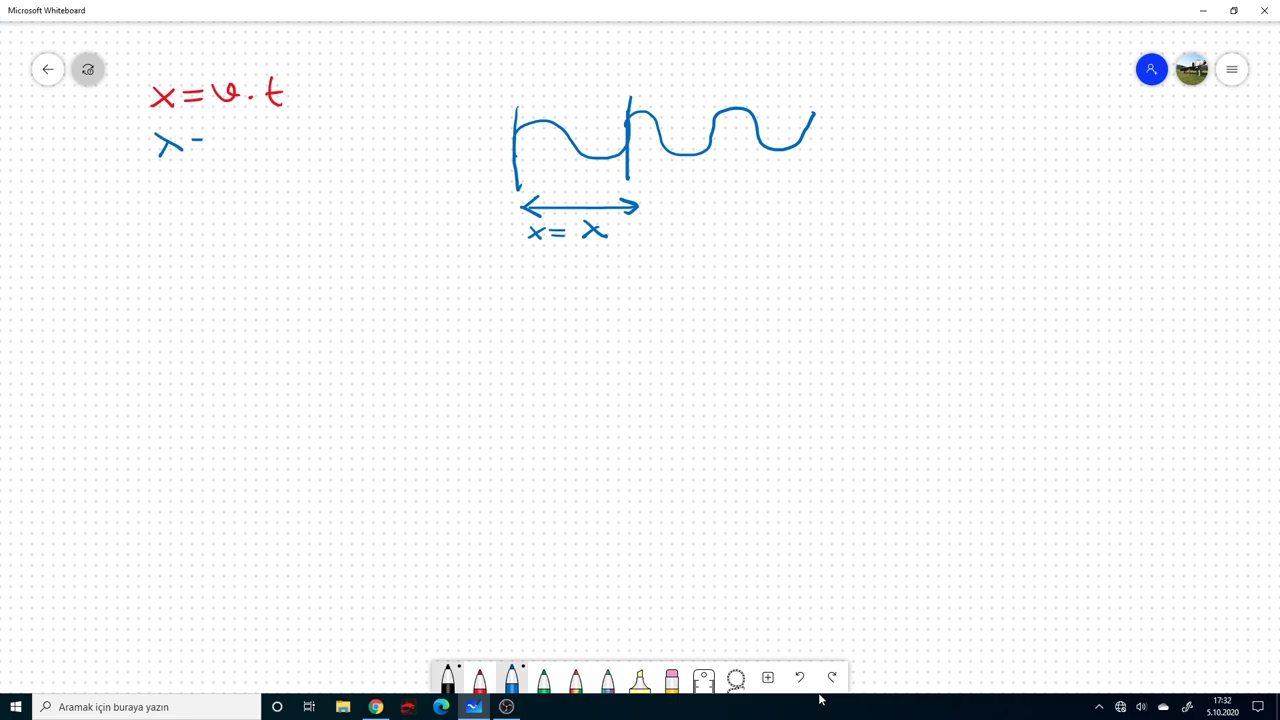 Microsoft Whiteboard
x = v . t
λ =
x = λ
Aramak için buraya yazın
17:32
5.10.2020